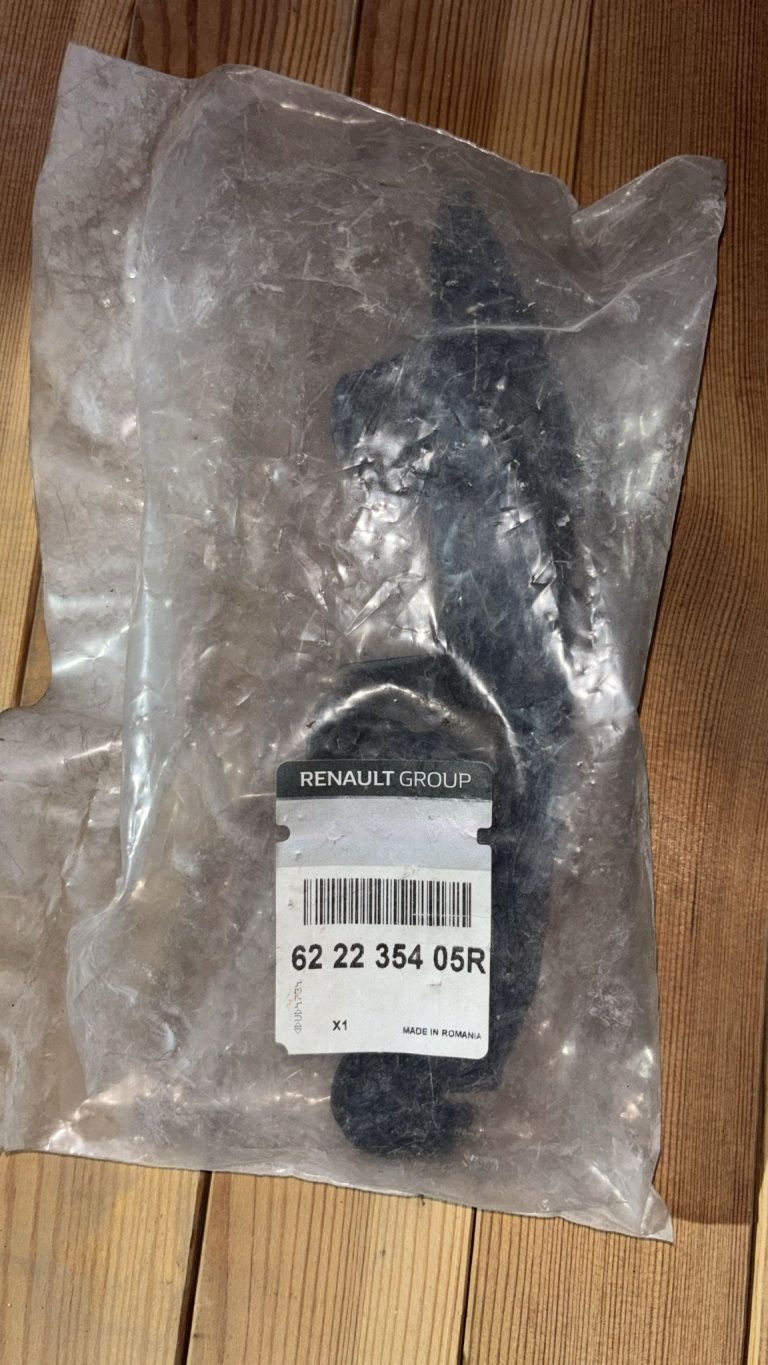 RENAULT GROUP
62 22 354 05R
X1
MADE IN ROMANIA